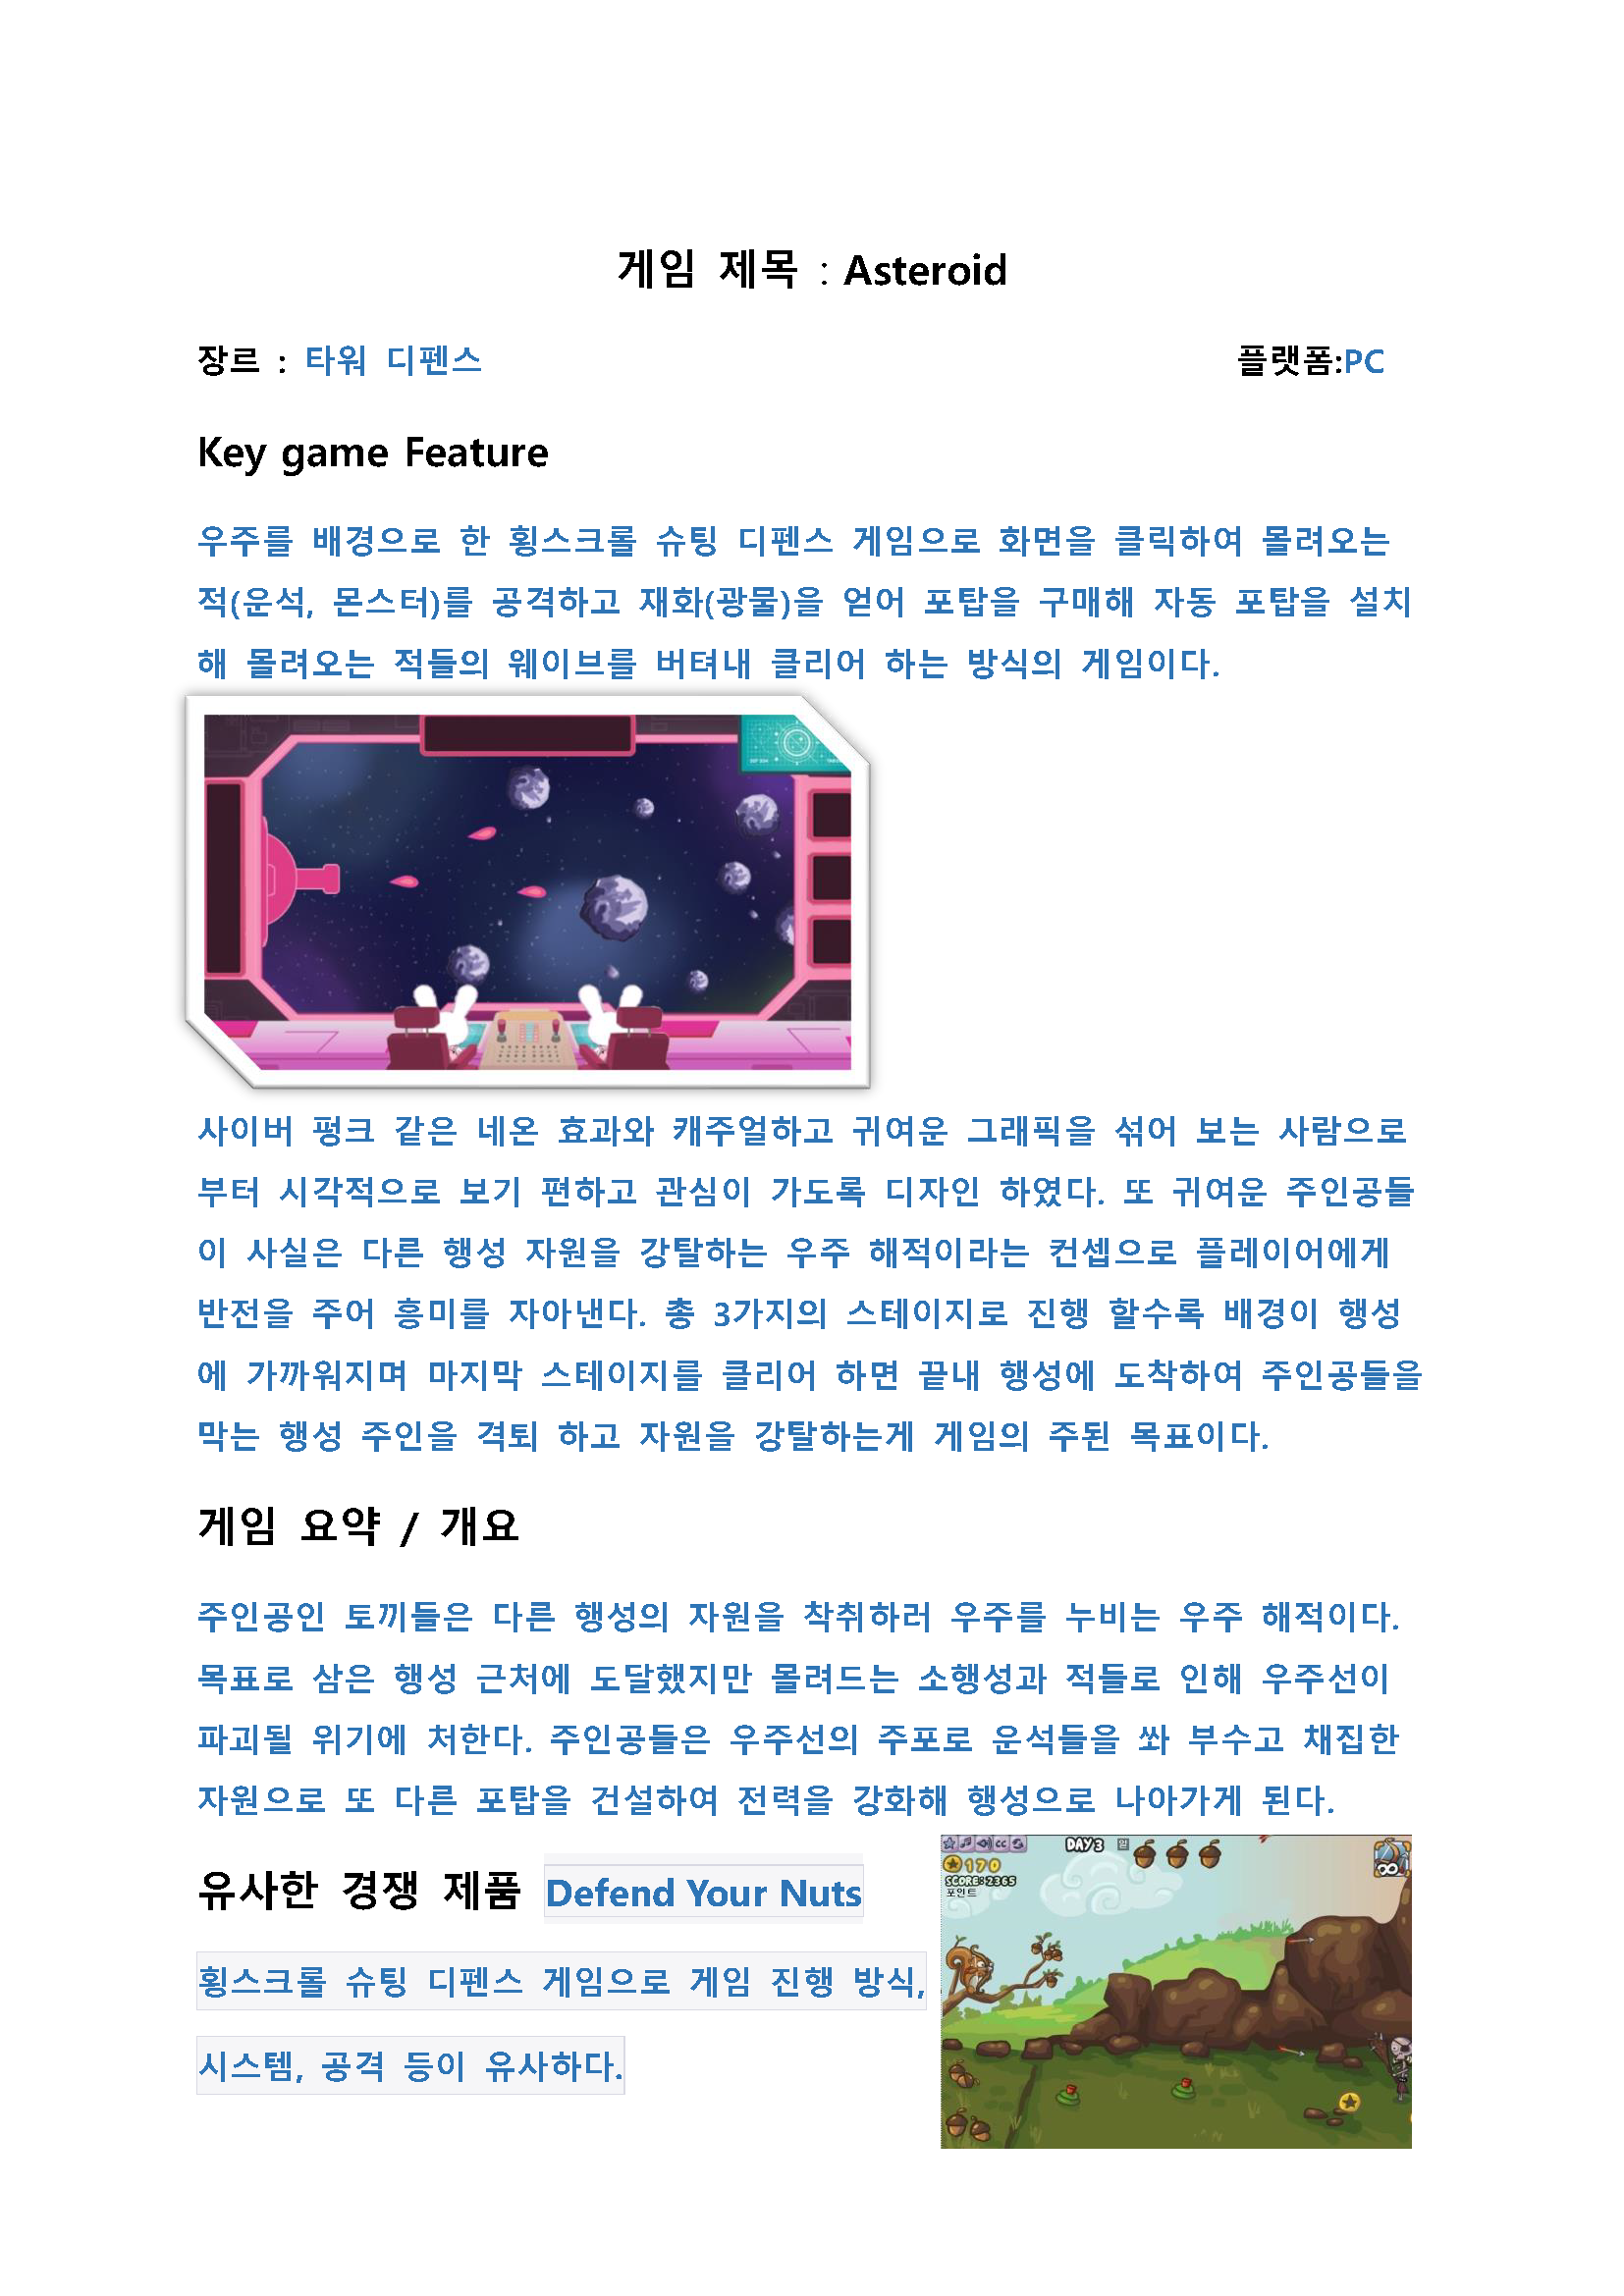 게임 제목 : Asteroid
장르 : 타워 디펜스 플랫폼:PC
Key game Feature
우주를 배경으로 한 횡스크롤 슈팅 디펜스 게임으로 화면을 클릭하여 몰려오는
적(운석, 몬스터)를 공격하고 재화(광물)을 얻어 포탑을 구매해 자동 포탑을 설치
해 몰려오는 적들의 웨이브를 버텨내 클리어 하는 방식의 게임이다.
사이버 펑크 같은 네온 효과와 캐주얼하고 귀여운 그래픽을 섞어 보는 사람으로
부터 시각적으로 보기 편하고 관심이 가도록 디자인 하였다. 또 귀여운 주인공들
이 사실은 다른 행성 자원을 강탈하는 우주 해적이라는 컨셉으로 플레이어에게
반전을 주어 흥미를 자아낸다. 총 3가지의 스테이지로 진행 할수록 배경이 행성
에 가까워지며 마지막 스테이지를 클리어 하면 끝내 행성에 도착하여 주인공들을
막는 행성 주인을 격퇴 하고 자원을 강탈하는게 게임의 주된 목표이다.
게임 요약 / 개요
주인공인 토끼들은 다른 행성의 자원을 착취하러 우주를 누비는 우주 해적이다.
목표로 삼은 행성 근처에 도달했지만 몰려드는 소행성과 적들로 인해 우주선이
파괴될 위기에 처한다. 주인공들은 우주선의 주포로 운석들을 쏴 부수고 채집한
자원으로 또 다른 포탑을 건설하여 전력을 강화해 행성으로 나아가게 된다.
유사한 경쟁 제품 Defend Your Nuts
횡스크롤 슈팅 디펜스 게임으로 게임 진행 방식,
시스템, 공격 등이 유사하다.
CC DAY 3
170
SCORE: 2365
포인트